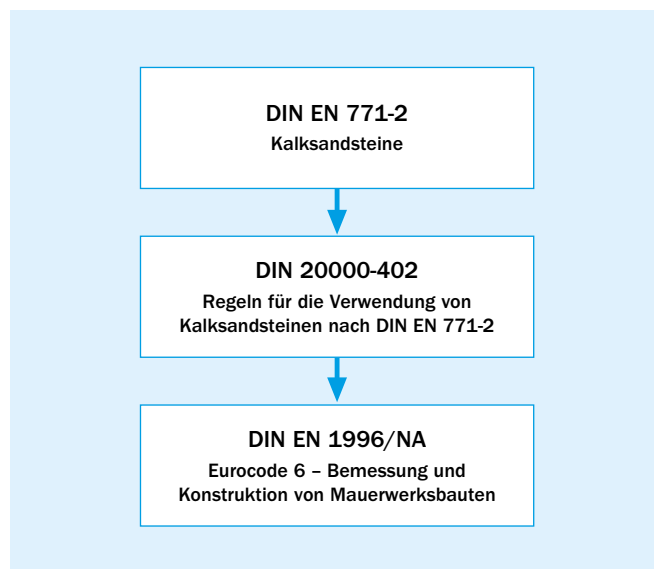 DIN EN 771-2
Kalksandsteine
DIN 20000-402
Regeln für die Verwendung von
Kalksandsteinen nach DIN EN 771-2
DIN EN 1996/NA
Eurocode 6 – Bemessung und
Konstruktion von Mauerwerksbauten